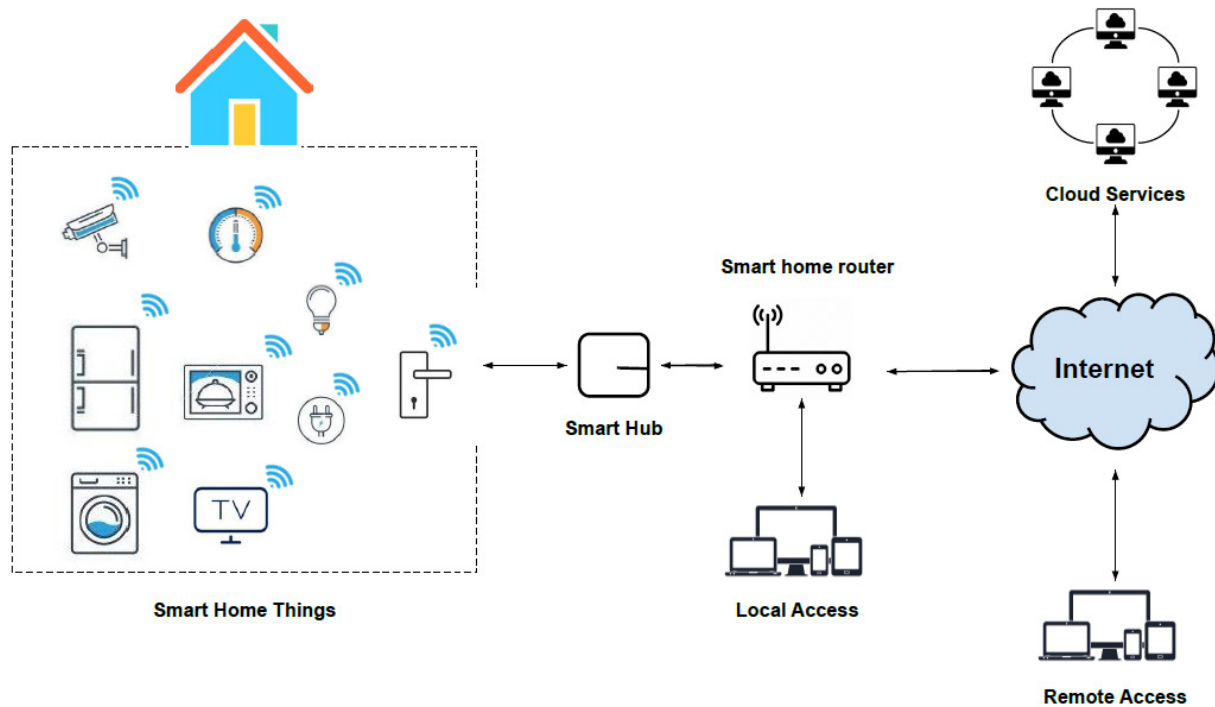 Cloud Services
Smart home router
Internet
Smart Hub
TV
Smart Home Things
Local Access
Remote Access